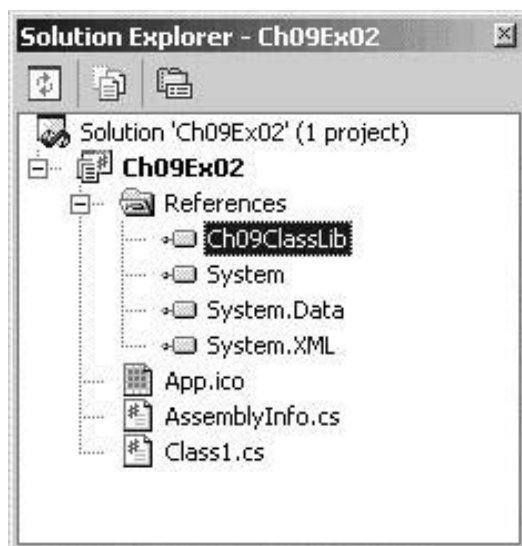 Solution Explorer - Ch09Ex02
Solution 'Ch09Ex02' (1 project)
Ch09Ex02
References
Ch09ClassLib
System
System.Data
System.XML
App.ico
AssemblyInfo.cs
Class1.cs